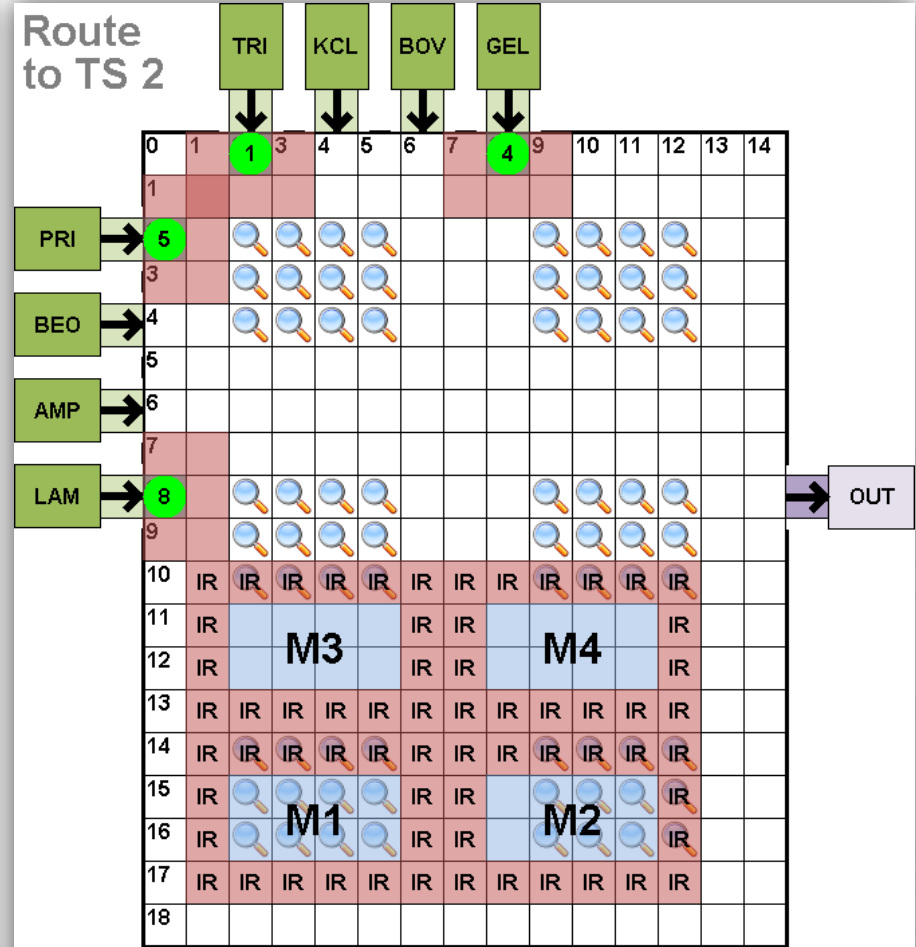 Route
to TS 2
TRI KCL BOV GEL
0 1 1 3 4 5 6 7 4 9 10 11 12 13 14
1
PRI 5
3
BEO 4
5
AMP 6
7
LAM 8 OUT
9
10 IR IR IR IR IR IR IR IR IR IR IR IR
11 IR IR IR IR
M3 M4
12 IR IR IR IR
13 IR IR IR IR IR IR IR IR IR IR IR IR
14 IR IR IR IR IR IR IR IR IR IR IR IR
15 IR IR IR IR
M1 M2
16 IR IR IR IR
17 IR IR IR IR IR IR IR IR IR IR IR IR
18